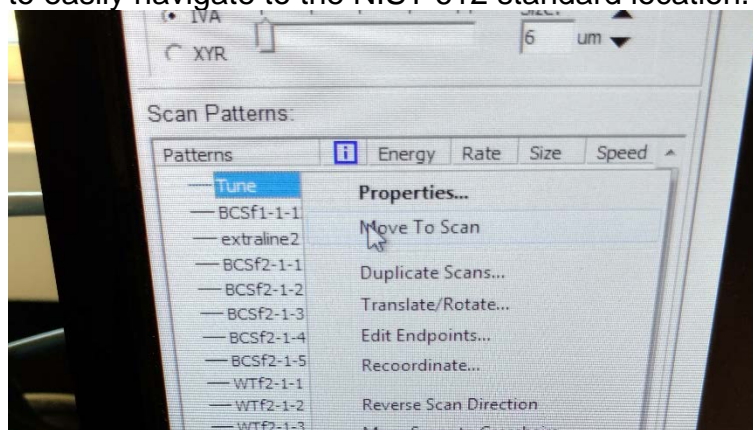 to easily navigate to the NIST 612 standard location.
IVA
6 um
XYR
Scan Patterns:
Patterns i Energy Rate Size Speed
Tune
Properties...
BCSf1-1-1
Move To Scan
extraline2
BCSf2-1-1
Duplicate Scans...
BCSf2-1-2
Translate/Rotate...
BCSf2-1-3
BCSf2-1-4
Edit Endpoints...
BCSf2-1-5
Recoordinate...
WTf2-1-1
WTf2-1-2
Reverse Scan Direction
WTf2-1-3